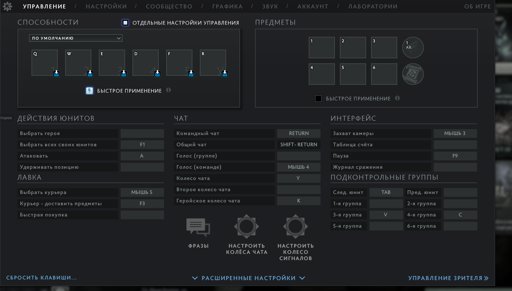 УПРАВЛЕНИЕ / НАСТРОЙКИ / СООБЩЕСТВО / ГРАФИКА / ЗВУК / АККАУНТ / ЛАБОРАТОРИИ ОБ ИГРЕ
СПОСОБНОСТИ
ОТДЕЛЬНЫЕ НАСТРОЙКИ УПРАВЛЕНИЯ
ПО УМОЛЧАНИЮ
Q W E D F R
БЫСТРОЕ ПРИМЕНЕНИЕ
ПРЕДМЕТЫ
1 2 3
4 5 6
БЫСТРОЕ ПРИМЕНЕНИЕ
ДЕЙСТВИЯ ЮНИТОВ
Выбрать героя
Выбрать всех своих юнитов F1
Атаковать A
Удерживать позицию
ЛАВКА
Выбрать курьера МЫШЬ 5
Курьер - доставить предметы F3
Быстрая покупка
ЧАТ
Командный чат RETURN
Общий чат SHIFT- RETURN
Голос (группа)
Голос (команда) МЫШЬ 4
Колесо чата Y
Второе колесо чата
Геройское колесо чата K
ФРАЗЫ
НАСТРОИТЬ КОЛЁСА ЧАТА
НАСТРОИТЬ КОЛЕСО СИГНАЛОВ
ИНТЕРФЕЙС
Захват камеры МЫШЬ 3
Таблица счёта
Пауза F9
Журнал сражения
ПОДКОНТРОЛЬНЫЕ ГРУППЫ
След. юнит TAB Пред. юнит
1-я группа 2-я группа
3-я группа V 4-я группа C
5-я группа 6-я группа
СБРОСИТЬ КЛАВИШИ...
РАСШИРЕННЫЕ НАСТРОЙКИ
УПРАВЛЕНИЕ ЗРИТЕЛЯ